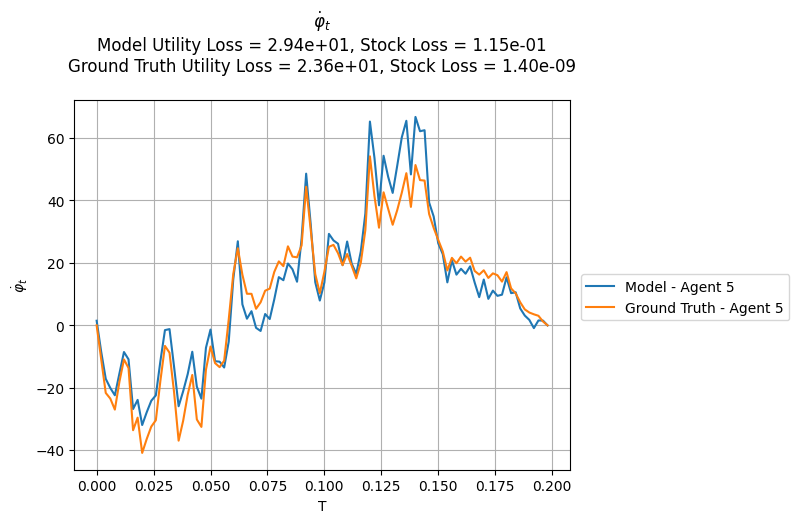 φ̇ₜ
Model Utility Loss = 2.94e+01, Stock Loss = 1.15e-01
Ground Truth Utility Loss = 2.36e+01, Stock Loss = 1.40e-09
φ̇ₜ
60
40
20
0
−20
−40
0.000 0.025 0.050 0.075 0.100 0.125 0.150 0.175 0.200
T
Model - Agent 5
Ground Truth - Agent 5